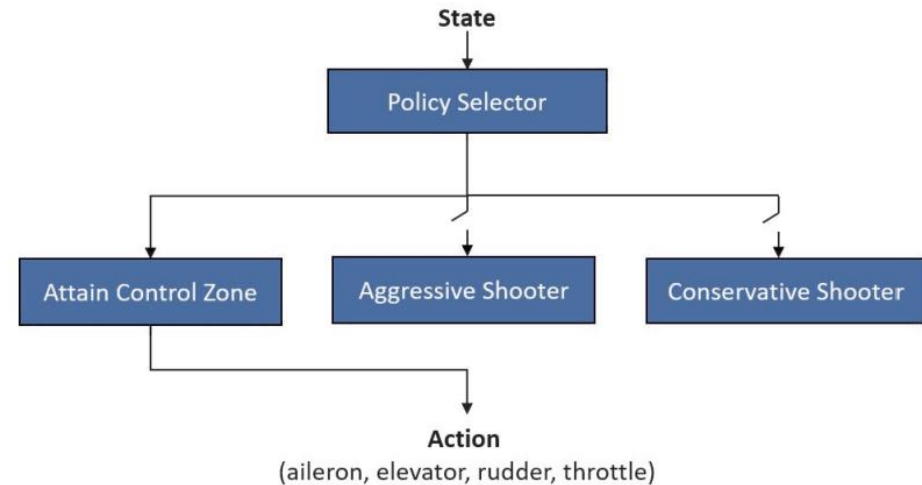 State
Policy Selector
Attain Control Zone
Aggressive Shooter
Conservative Shooter
Action
(aileron, elevator, rudder, throttle)